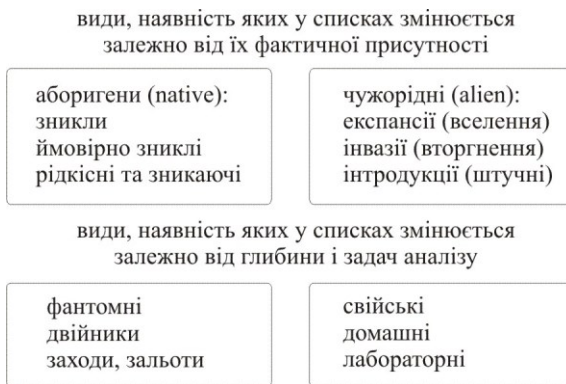 види, наявність яких у списках змінюється
залежно від їх фактичної присутності
аборигени (native):
зникли
ймовірно зниклі
рідкісні та зникаючі
чужорідні (alien):
експансії (вселення)
інвазії (вторгнення)
інтродукції (штучні)
види, наявність яких у списках змінюється
залежно від глибини і задач аналізу
фантомні
двійники
заходи, зальоти
свійські
домашні
лабораторні